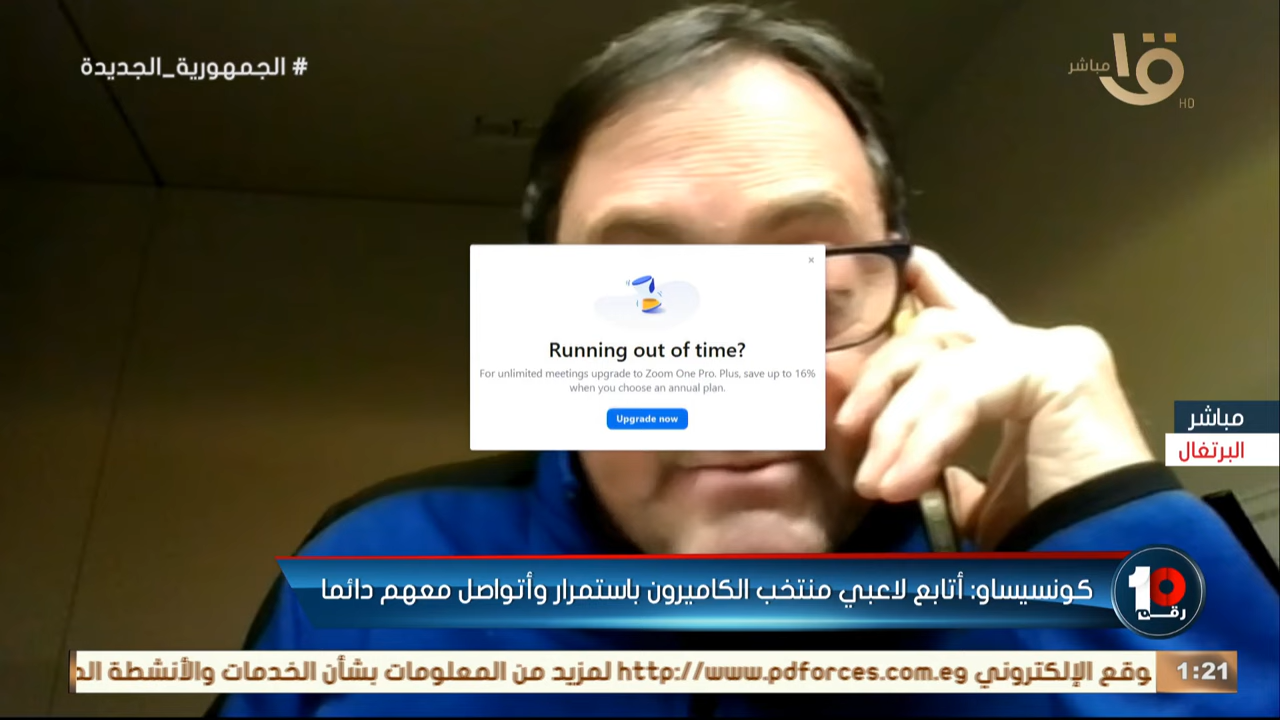 # الجمهورية_الجديدة
مباشر
HD
Running out of time?
For unlimited meetings upgrade to Zoom One Pro. Plus, save up to 16%
when you choose an annual plan.
Upgrade now
مباشر
البرتغال
كونسيساو: أتابع لاعبي منتخب الكاميرون باستمرار وأتواصل معهم دائما
رقم 10
وقع الإلكتروني http://www.pdforces.com.eg لمزيد من المعلومات بشأن الخدمات والأنشطة
1:21